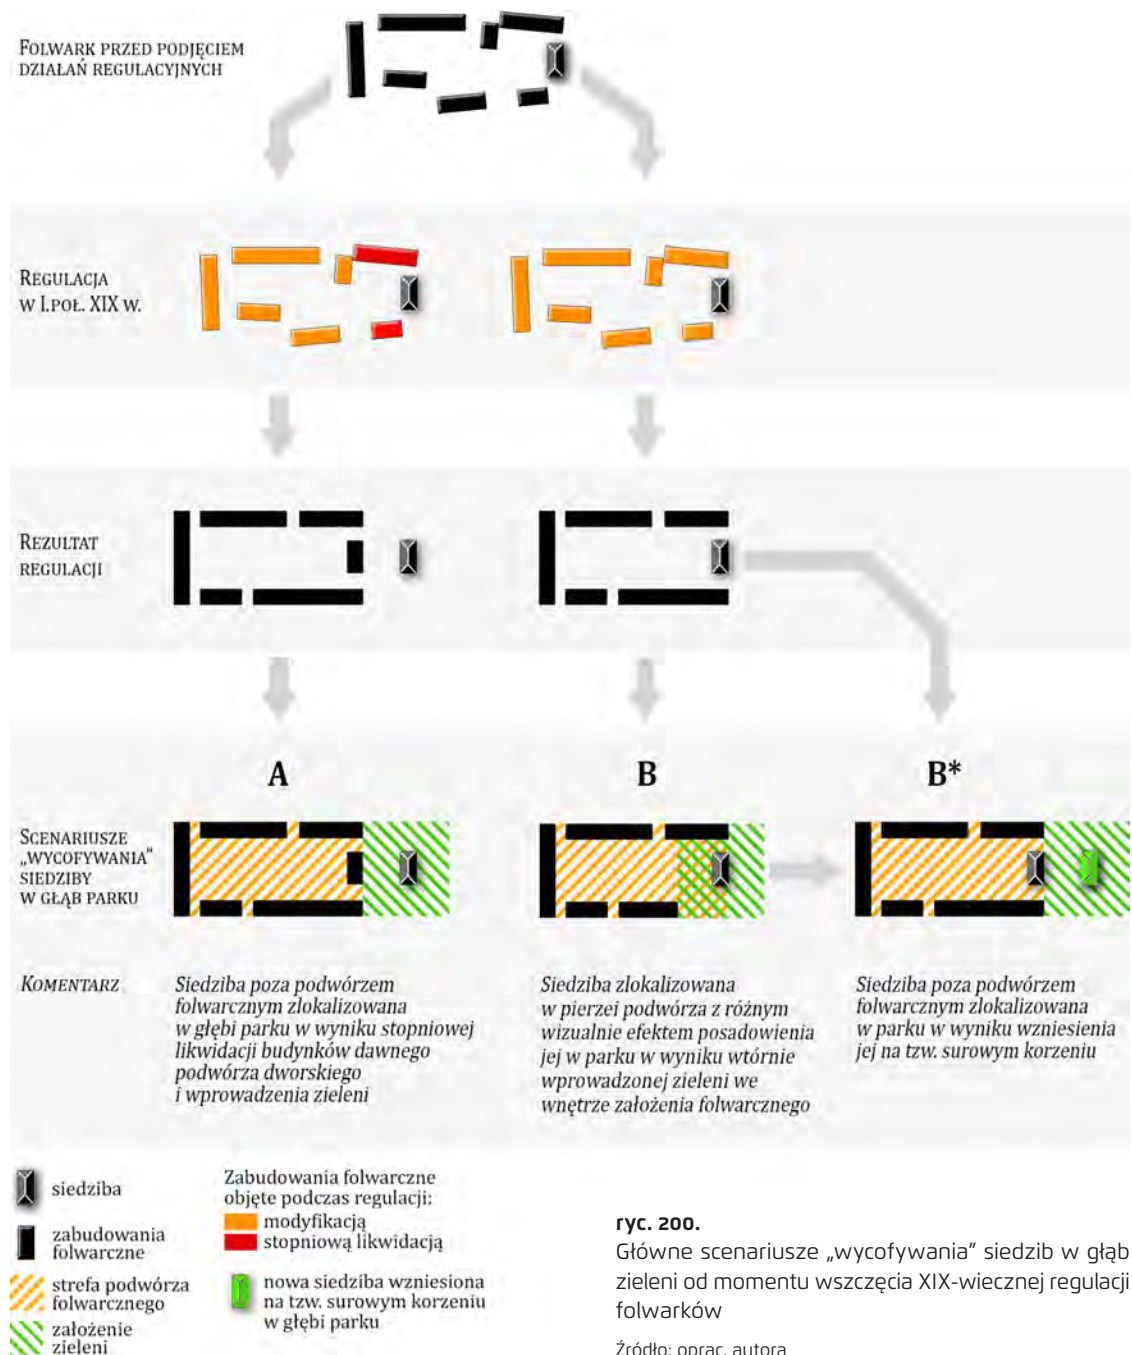 FOLWARK PRZED PODJĘCIEM
DZIAŁAŃ REGULACYJNYCH
REGULACJA
W I.POŁ. XIX W.
REZULTAT
REGULACJI
A
B
B*
SCENARIUSZE
„WYCOFYWANIA”
SIEDZIBY
W GŁĄB PARKU
KOMENTARZ
Siedziba poza podwórzem
folwarcznym zlokalizowana
w głębi parku w wyniku stopniowej
likwidacji budynków dawnego
podwórza dworskiego
i wprowadzenia zieleni
Siedziba zlokalizowana
w pierzei podwórza z różnym
wizualnie efektem posadowienia
jej w parku w wyniku wtórnie
wprowadzonej zieleni we
wnętrze założenia folwarcznego
Siedziba poza podwórzem
folwarcznym zlokalizowana
w parku w wyniku wzniesienia
jej na tzw. surowym korzeniu
siedziba
zabudowania
folwarczne
strefa podwórza
folwarcznego
założenie
zieleni
Zabudowania folwarczne
objęte podczas regulacji:
modyfikacją
stopniową likwidacją
nowa siedziba wzniesiona
na tzw. surowym korzeniu
w głębi parku
ryc. 200.
Główne scenariusze „wycofywania” siedzib w głąb
zieleni od momentu wszczęcia XIX-wiecznej regulacji
folwarków
Źródło: oprac. autora